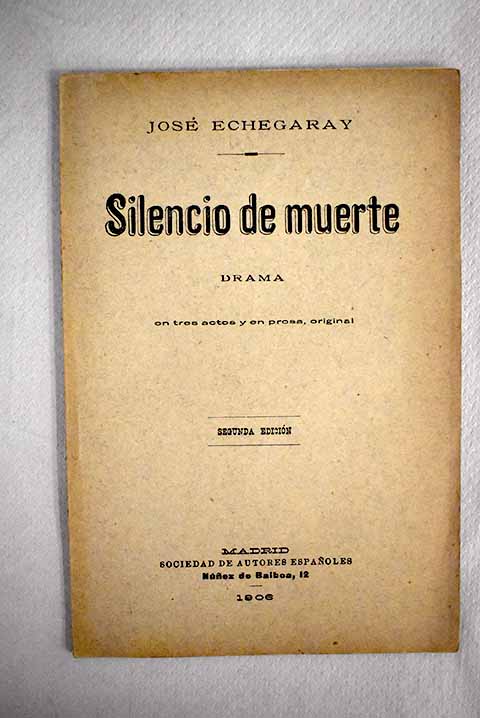 JOSÉ ECHEGARAY
Silencio de muerte
DRAMA
en tres actos y en prosa, original
SEGUNDA EDICIÓN
MADRID
SOCIEDAD DE AUTORES ESPAÑOLES
Núñez de Balboa, 12
1906